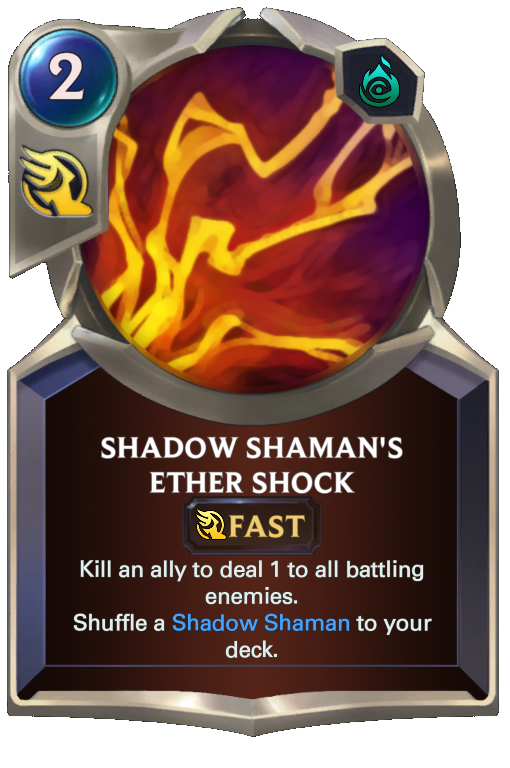 2
SHADOW SHAMAN'S
ETHER SHOCK
FAST
Kill an ally to deal 1 to all battling
enemies.
Shuffle a Shadow Shaman to your
deck.